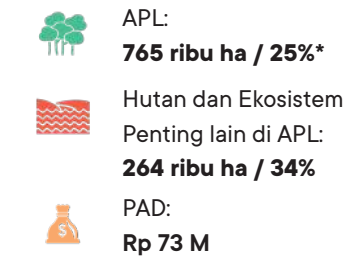 APL:
765 ribu ha / 25%*
Hutan dan Ekosistem
Penting lain di APL:
264 ribu ha / 34%
PAD:
$
Rp 73 M